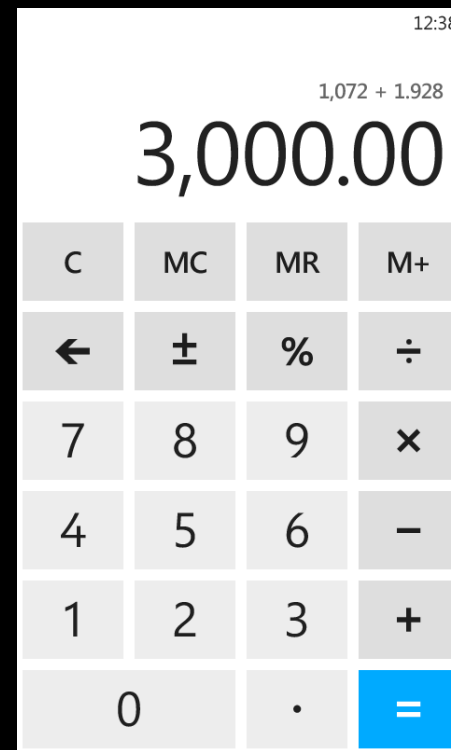 12:38
1,072 + 1.928
3,000.00
C MC MR M+
← ± % ÷
7 8 9 ×
4 5 6 −
1 2 3 +
0 . =